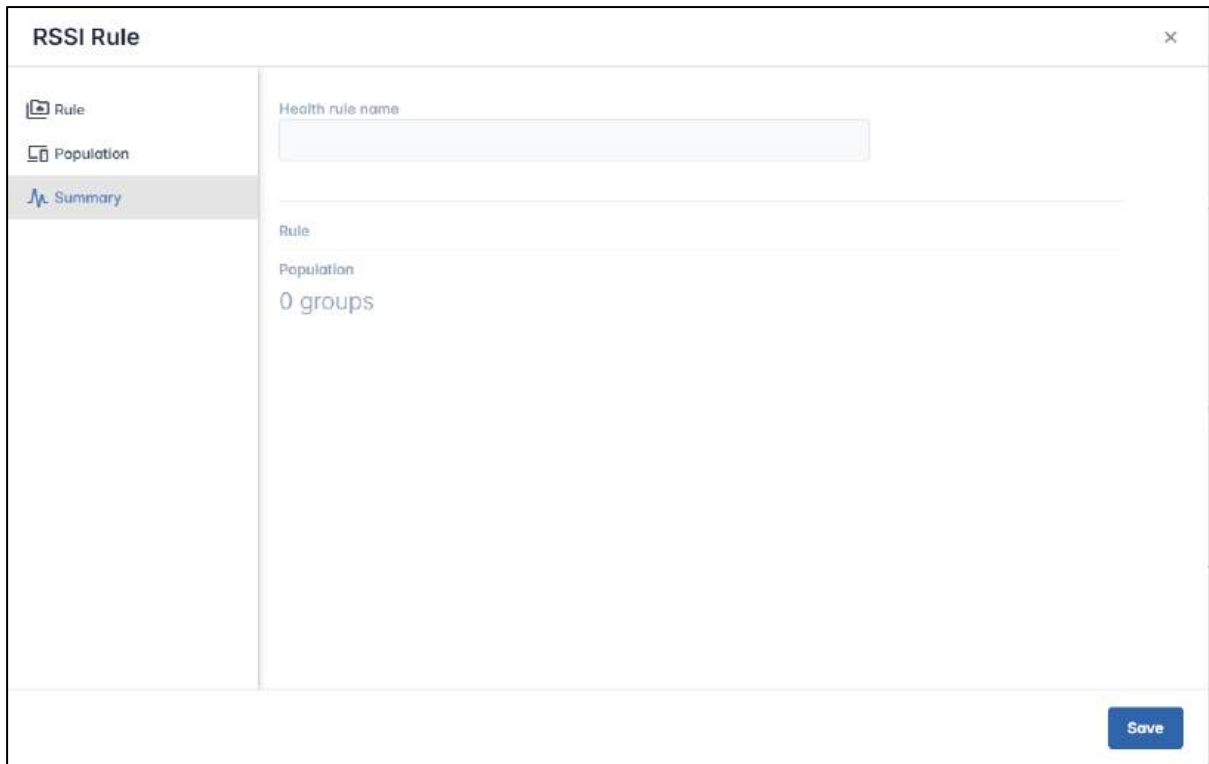 RSSI Rule
Rule
Population
Summary
Health rule name
Rule
Population
0 groups
Save